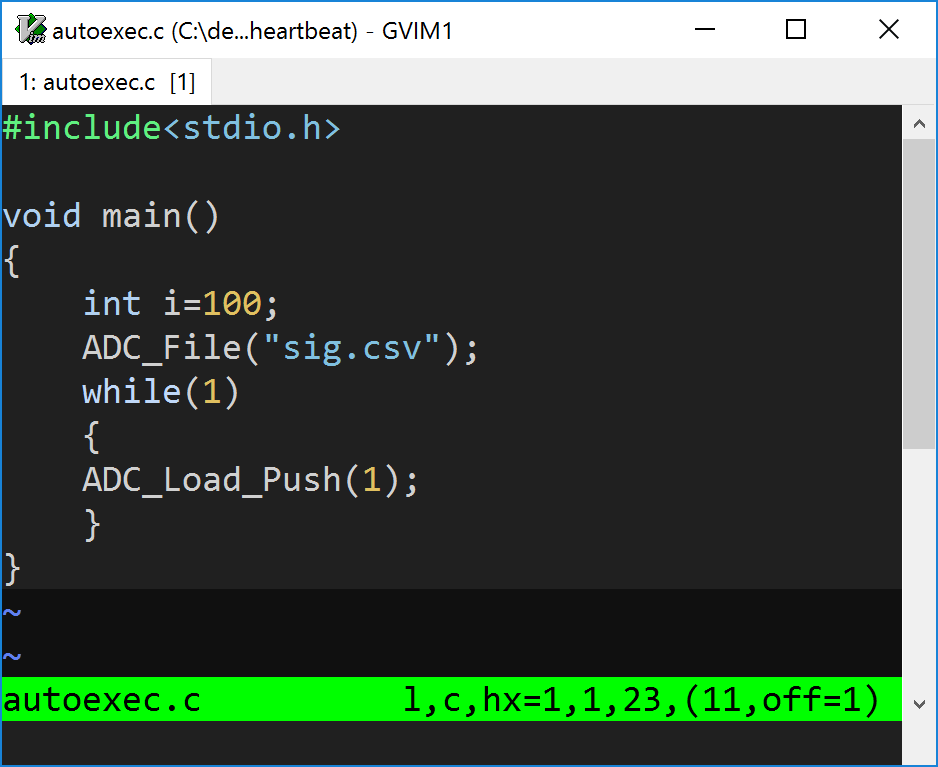 autoexec.c (C:\de...heartbeat) - GVIM1
1: autoexec.c [1]
#include<stdio.h>
void main()
{
    int i=100;
    ADC_File("sig.csv");
    while(1)
    {
    ADC_Load_Push(1);
    }
}
~
~
autoexec.c l,c,hx=1,1,23,(11,off=1)